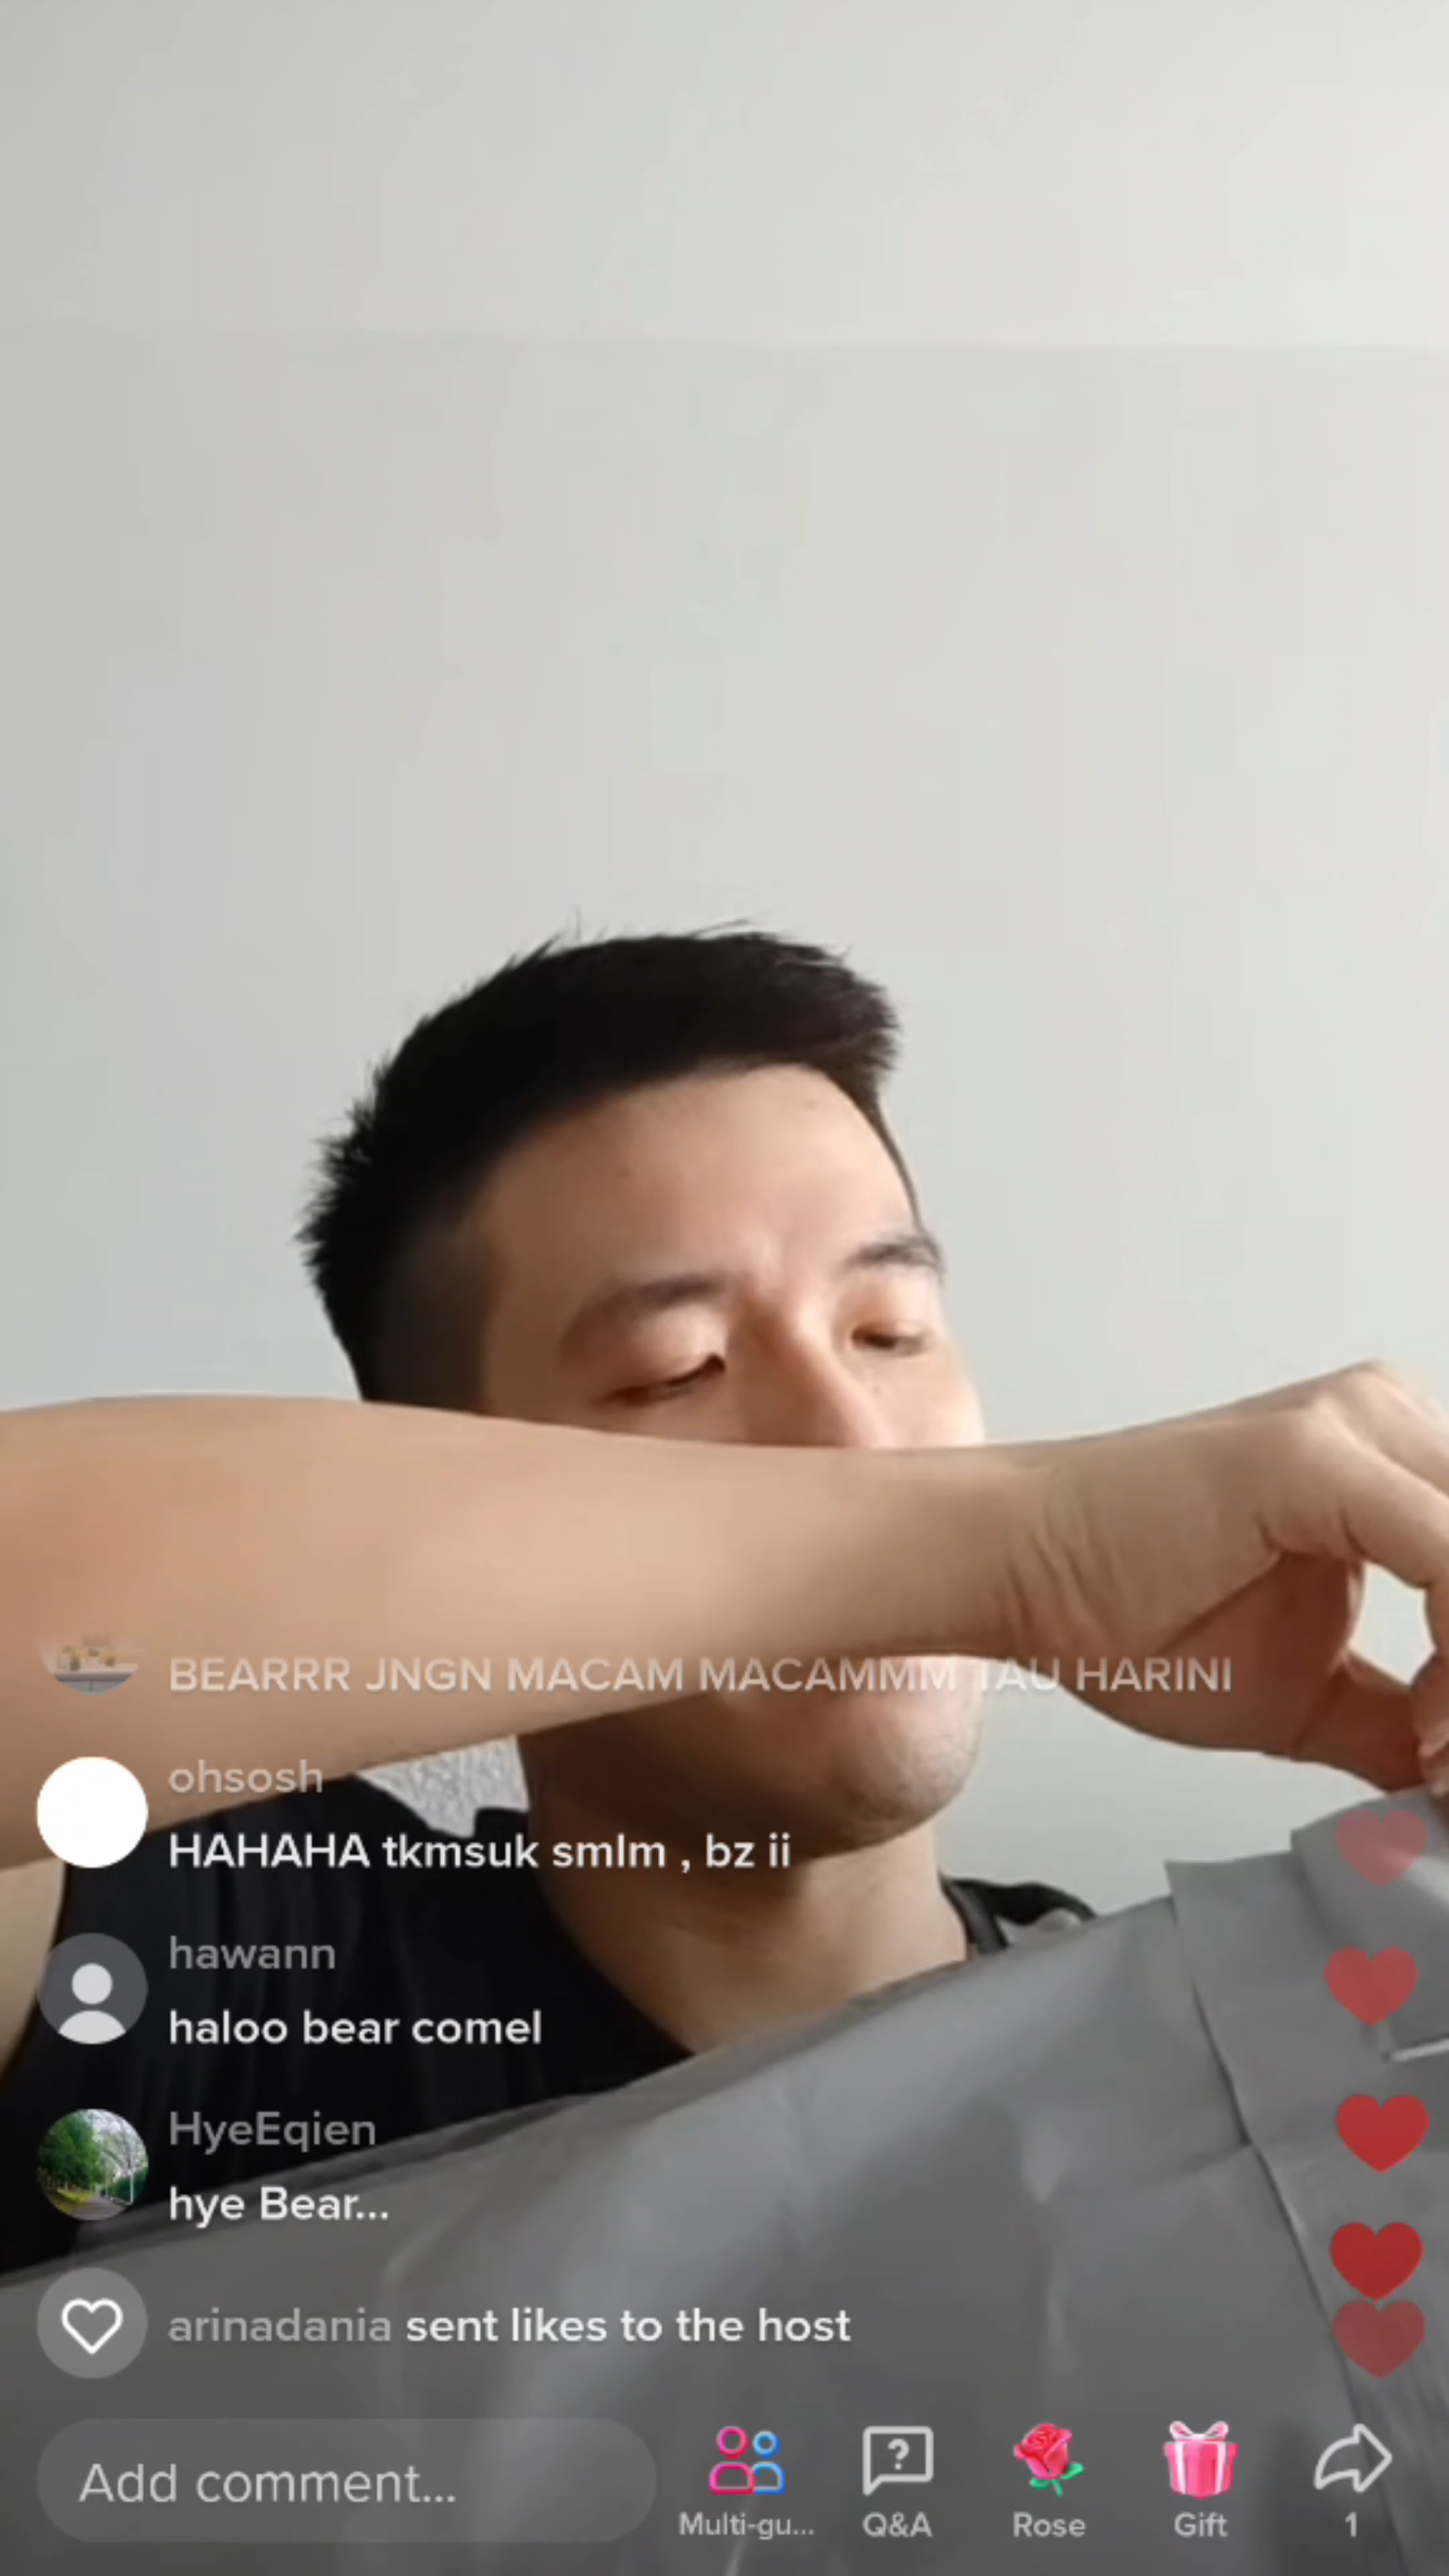 BEARRR JNGN MACAM MACAMMM TAU HARINI
ohsosh
HAHAHA tkmsuk smlm , bz ii
hawann
haloo bear comel
HyeEqien
hye Bear...
arinadania sent likes to the host
Add comment...
Multi-gu...
Q&A
Rose
Gift
1